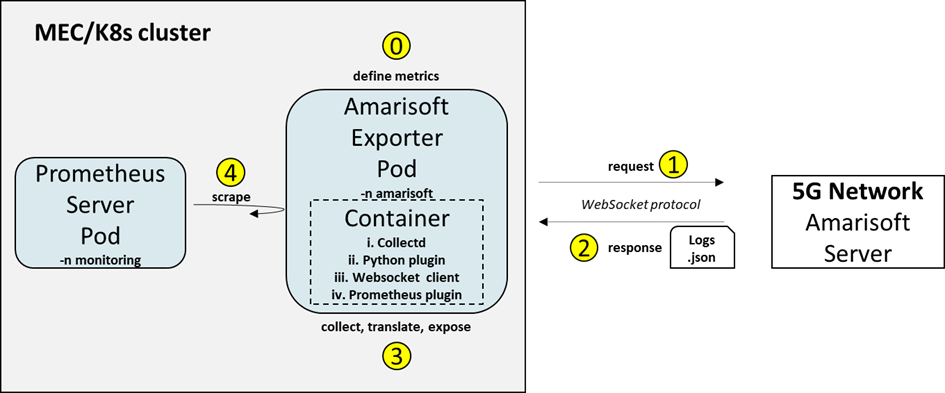 MEC/K8s cluster
0
define metrics
Amarisoft
Exporter
Pod
-n amarisoft
Container
i. Collectd
ii. Python plugin
iii. Websocket client
iv. Prometheus plugin
collect, translate, expose
3
Prometheus
Server
Pod
-n monitoring
4
scrape
request 1
WebSocket protocol
2 response
Logs
.json
5G Network
Amarisoft
Server